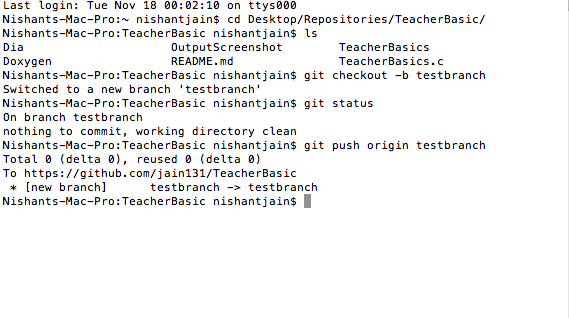 Last login: Tue Nov 18 00:02:10 on ttys000
Nishants-Mac-Pro:~ nishantjain$ cd Desktop/Repositories/TeacherBasic/
Nishants-Mac-Pro:TeacherBasic nishantjain$ ls
Dia OutputScreenshot TeacherBasics
Doxygen README.md TeacherBasics.c
Nishants-Mac-Pro:TeacherBasic nishantjain$ git checkout -b testbranch
Switched to a new branch 'testbranch'
Nishants-Mac-Pro:TeacherBasic nishantjain$ git status
On branch testbranch
nothing to commit, working directory clean
Nishants-Mac-Pro:TeacherBasic nishantjain$ git push origin testbranch
Total 0 (delta 0), reused 0 (delta 0)
To https://github.com/jain131/TeacherBasic
 * [new branch] testbranch -> testbranch
Nishants-Mac-Pro:TeacherBasic nishantjain$